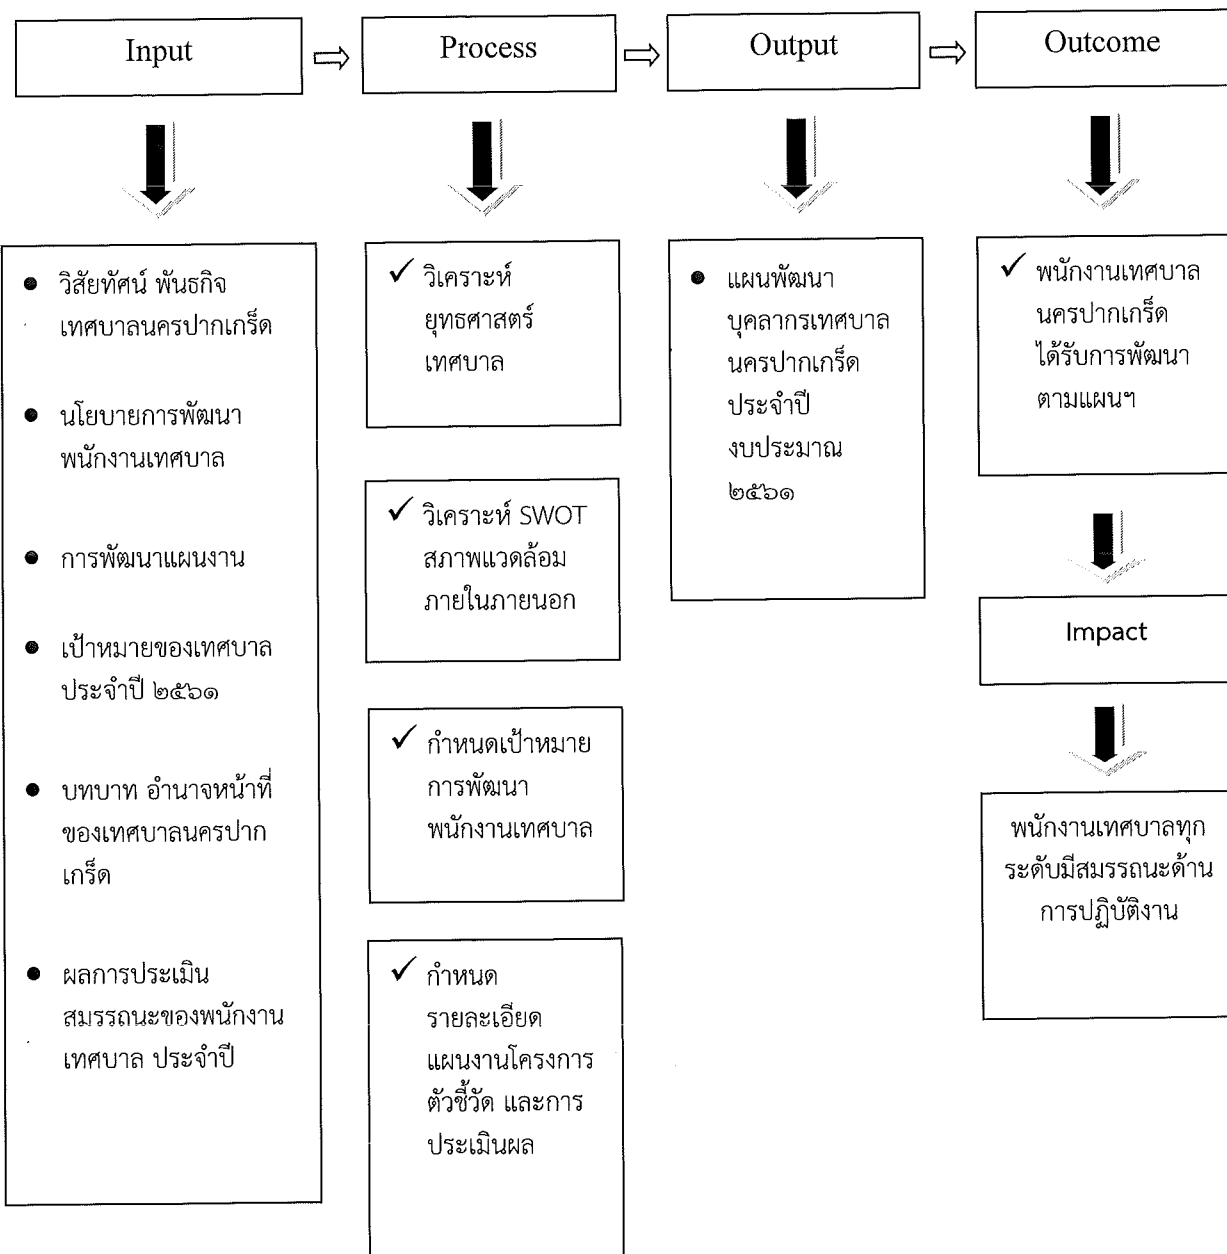 Input
Process
Output
Outcome
วิสัยทัศน์ พันธกิจ
เทศบาลนครปากเกร็ด
นโยบายการพัฒนา
พนักงานเทศบาล
การพัฒนาแผนงาน
เป้าหมายของเทศบาล
ประจำปี ๒๕๖๑
บทบาท อำนาจหน้าที่
ของเทศบาลนครปาก
เกร็ด
ผลการประเมิน
สมรรถนะของพนักงาน
เทศบาล ประจำปี
วิเคราะห์
ยุทธศาสตร์
เทศบาล
วิเคราะห์ SWOT
สภาพแวดล้อม
ภายในภายนอก
กำหนดเป้าหมาย
การพัฒนา
พนักงานเทศบาล
กำหนด
รายละเอียด
แผนงานโครงการ
ตัวชี้วัด และการ
ประเมินผล
แผนพัฒนา
บุคลากรเทศบาล
นครปากเกร็ด
ประจำปี
งบประมาณ
๒๕๖๑
พนักงานเทศบาล
นครปากเกร็ด
ได้รับการพัฒนา
ตามแผนฯ
Impact
พนักงานเทศบาลทุก
ระดับมีสมรรถนะด้าน
การปฏิบัติงาน